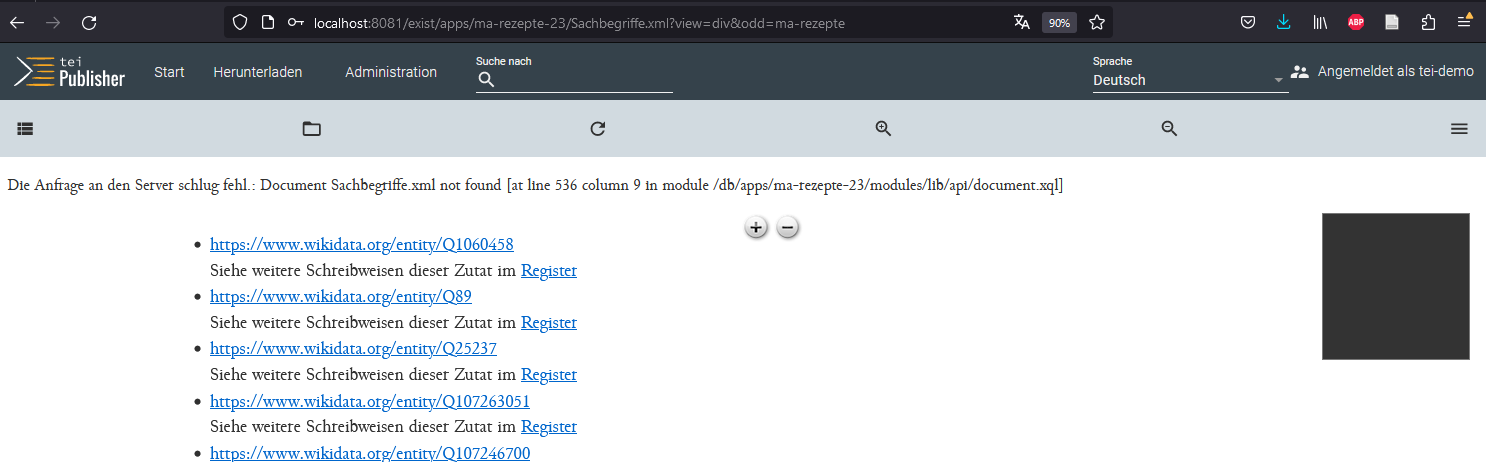 localhost:8081/exist/apps/ma-rezepte-23/Sachbegriffe.xml?view=div&odd=ma-rezepte
90%
ABP
tei
Publisher
Start
Herunterladen
Administration
Suche nach
Sprache
Deutsch
Angemeldet als tei-demo
Die Anfrage an den Server schlug fehl.: Document Sachbegriffe.xml not found [at line 536 column 9 in module /db/apps/ma-rezepte-23/modules/lib/api/document.xql]
https://www.wikidata.org/entity/Q1060458
Siehe weitere Schreibweisen dieser Zutat im Register
https://www.wikidata.org/entity/Q89
Siehe weitere Schreibweisen dieser Zutat im Register
https://www.wikidata.org/entity/Q25237
Siehe weitere Schreibweisen dieser Zutat im Register
https://www.wikidata.org/entity/Q107263051
Siehe weitere Schreibweisen dieser Zutat im Register
https://www.wikidata.org/entity/Q107246700